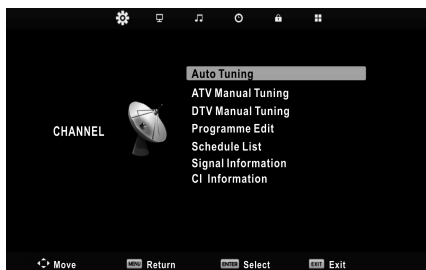 Auto Tuning
ATV Manual Tuning
DTV Manual Tuning
CHANNEL
Programme Edit
Schedule List
Signal Information
CI Information
Move MENU Return ENTER Select EXIT Exit